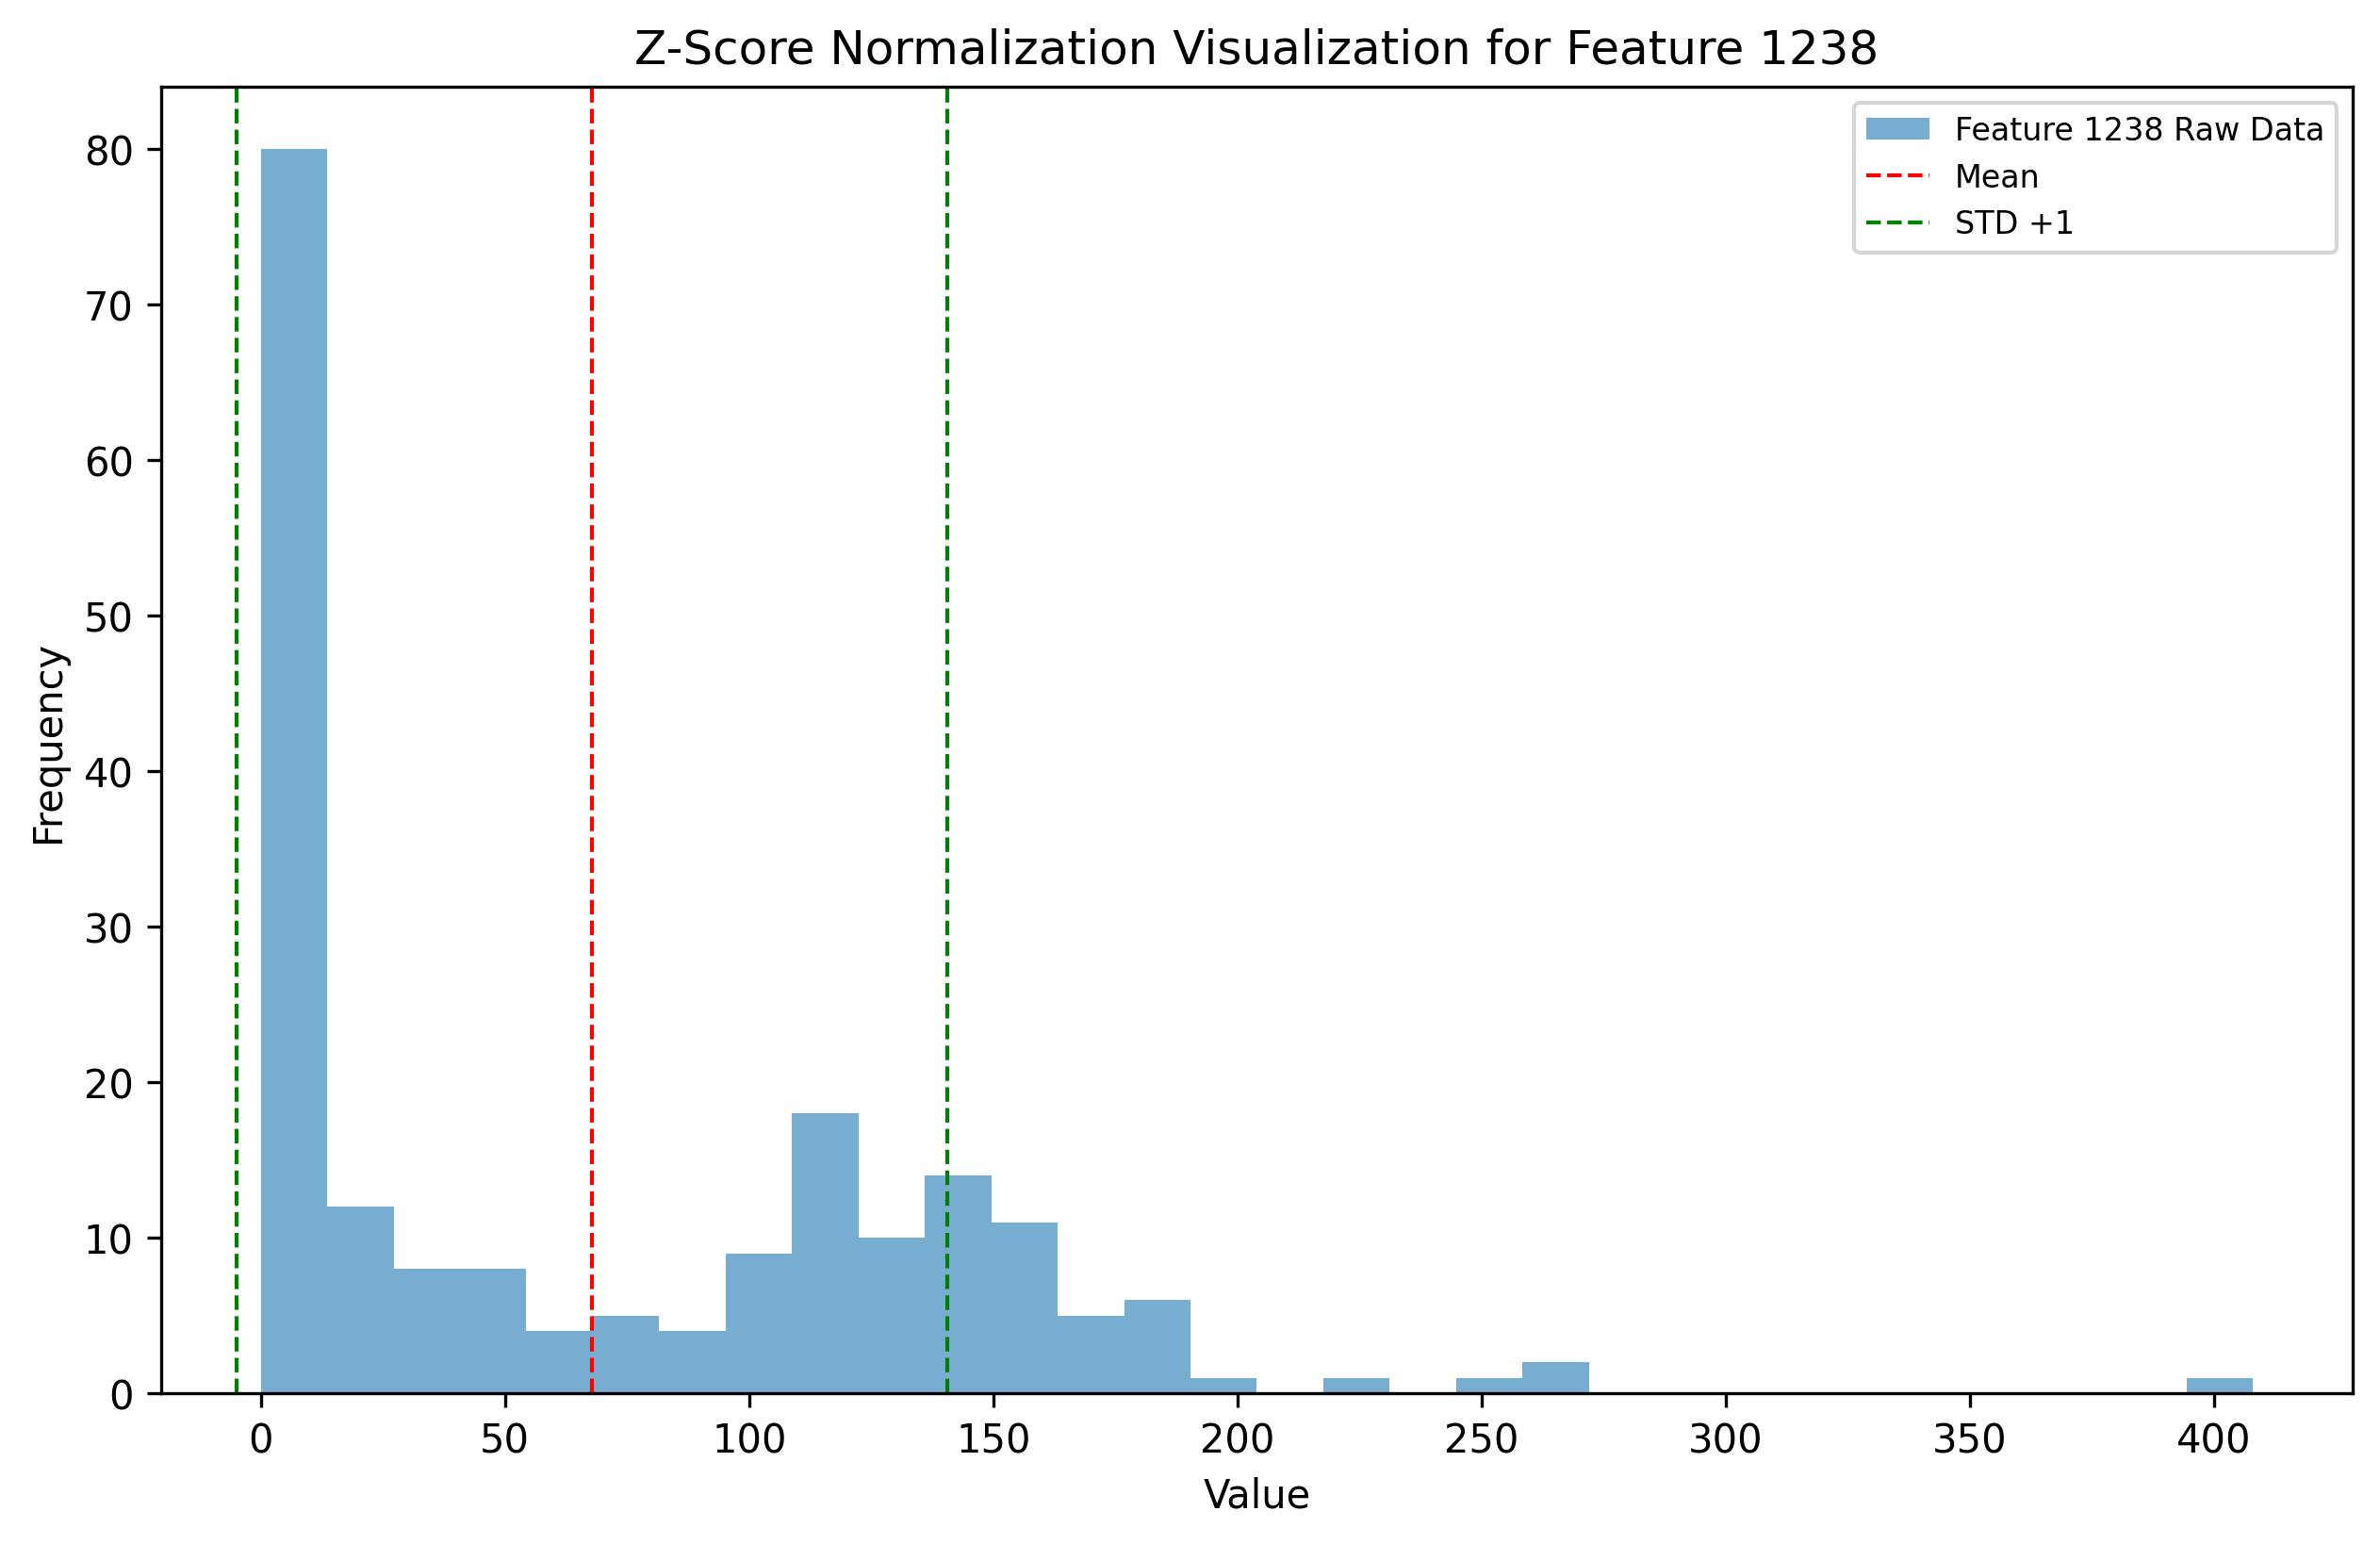 Z-Score Normalization Visualization for Feature 1238
Feature 1238 Raw Data
Mean
STD +1
80
70
60
50
40
30
20
10
0
Frequency
0 50 100 150 200 250 300 350 400
Value